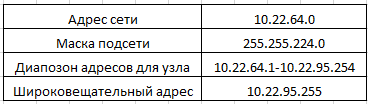 Адрес сети 10.22.64.0
Маска подсети 255.255.224.0
Диапазон адресов для узла 10.22.64.1-10.22.95.254
Широковещательный адрес 10.22.95.255